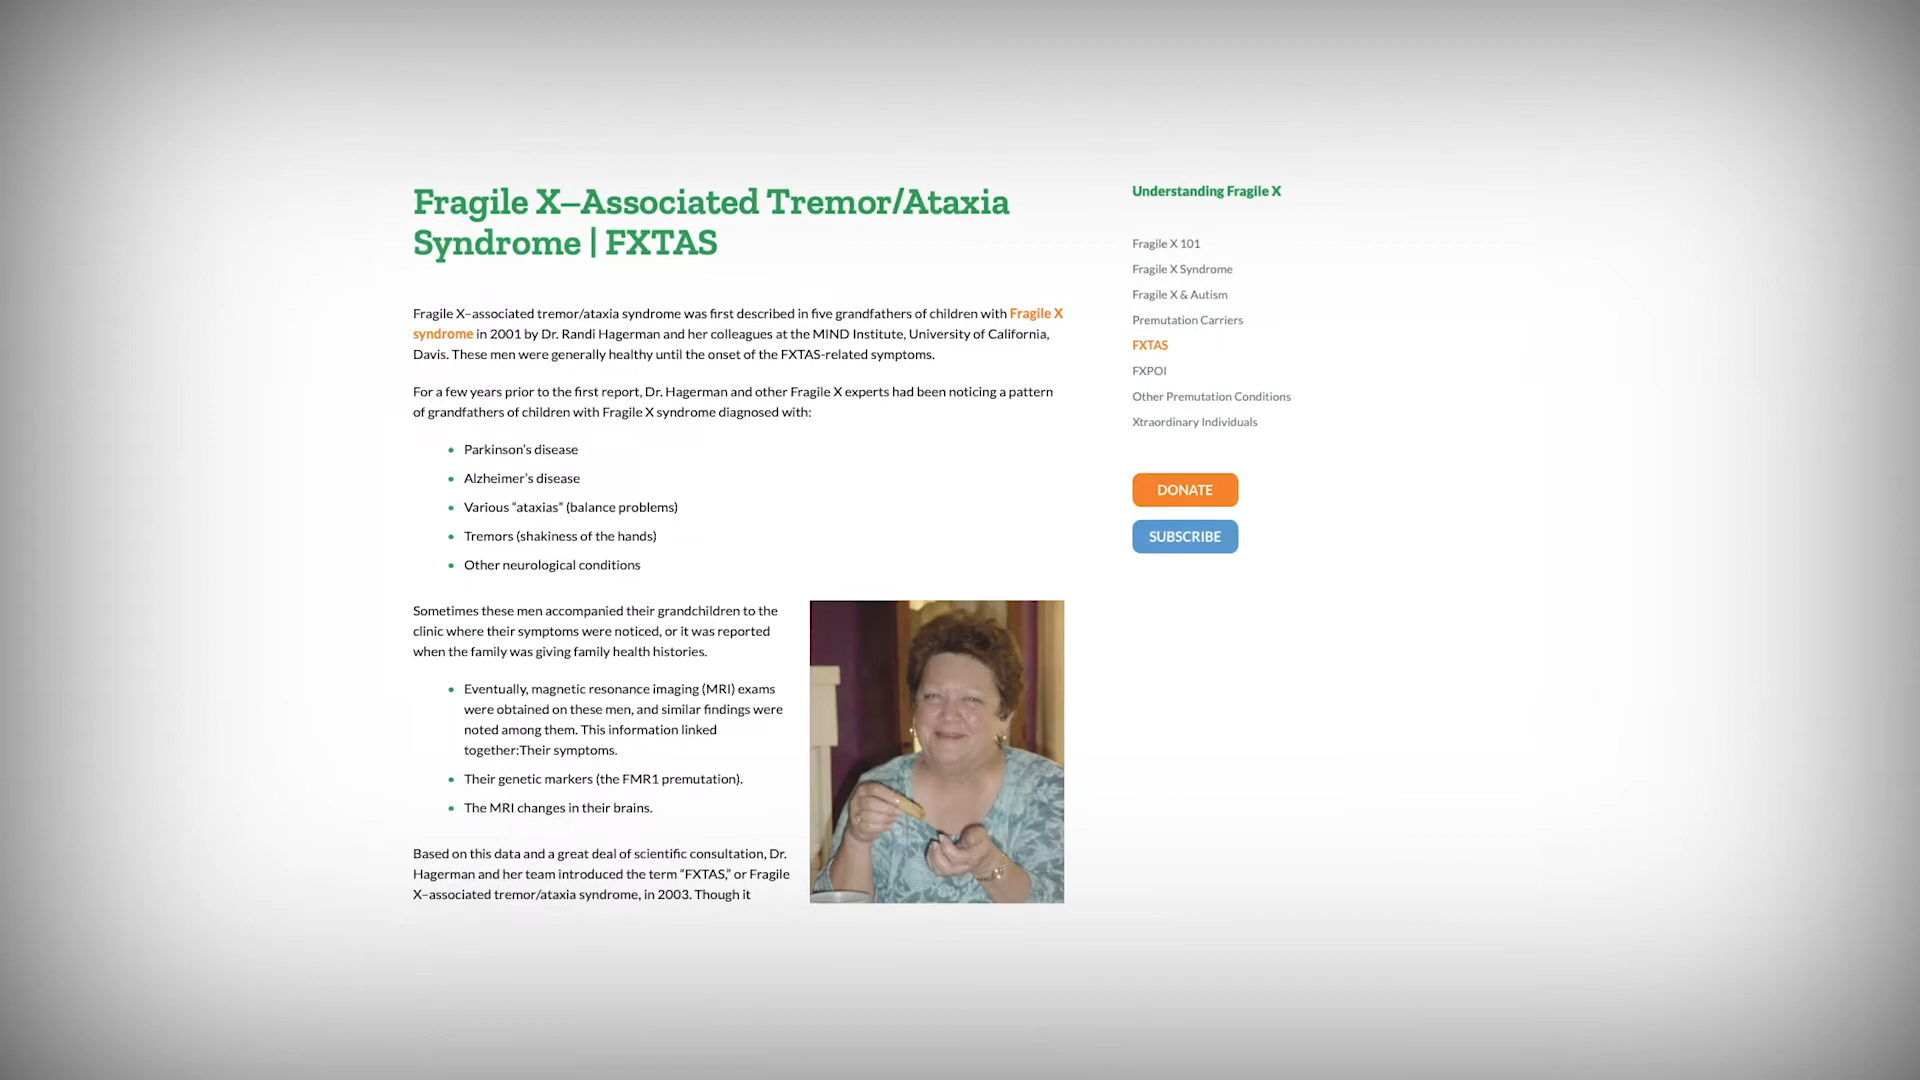 Fragile X–Associated Tremor/Ataxia
Syndrome | FXTAS
Fragile X–associated tremor/ataxia syndrome was first described in five grandfathers of children with Fragile X
syndrome in 2001 by Dr. Randi Hagerman and her colleagues at the MIND Institute, University of California,
Davis. These men were generally healthy until the onset of the FXTAS-related symptoms.
For a few years prior to the first report, Dr. Hagerman and other Fragile X experts had been noticing a pattern
of grandfathers of children with Fragile X syndrome diagnosed with:
• Parkinson's disease
• Alzheimer's disease
• Various “ataxias” (balance problems)
• Tremors (shakiness of the hands)
• Other neurological conditions
Sometimes these men accompanied their grandchildren to the
clinic where their symptoms were noticed, or it was reported
when the family was giving family health histories.
• Eventually, magnetic resonance imaging (MRI) exams
were obtained on these men, and similar findings were
noted among them. This information linked
together:Their symptoms.
• Their genetic markers (the FMR1 premutation).
• The MRI changes in their brains.
Based on this data and a great deal of scientific consultation, Dr.
Hagerman and her team introduced the term “FXTAS,” or Fragile
X–associated tremor/ataxia syndrome, in 2003. Though it
Understanding Fragile X
Fragile X 101
Fragile X Syndrome
Fragile X & Autism
Premutation Carriers
FXTAS
FXPOI
Other Premutation Conditions
Xtraordinary Individuals
DONATE
SUBSCRIBE